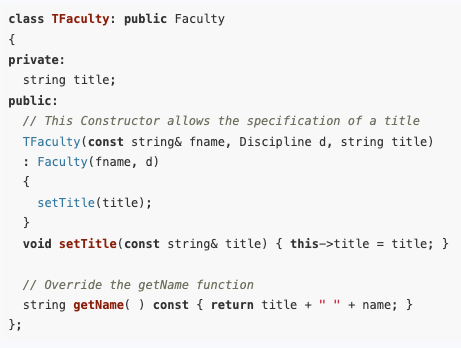 class TFaculty: public Faculty
{
private:
  string title;
public:
  // This Constructor allows the specification of a title
  TFaculty(const string& fname, Discipline d, string title)
  : Faculty(fname, d)
  {
    setTitle(title);
  }
  void setTitle(const string& title) { this->title = title; }

  // Override the getName function
  string getName( ) const { return title + " " + name; }
};